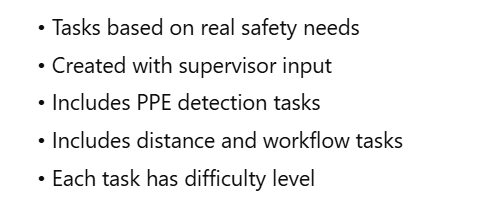 • Tasks based on real safety needs
• Created with supervisor input
• Includes PPE detection tasks
• Includes distance and workflow tasks
• Each task has difficulty level